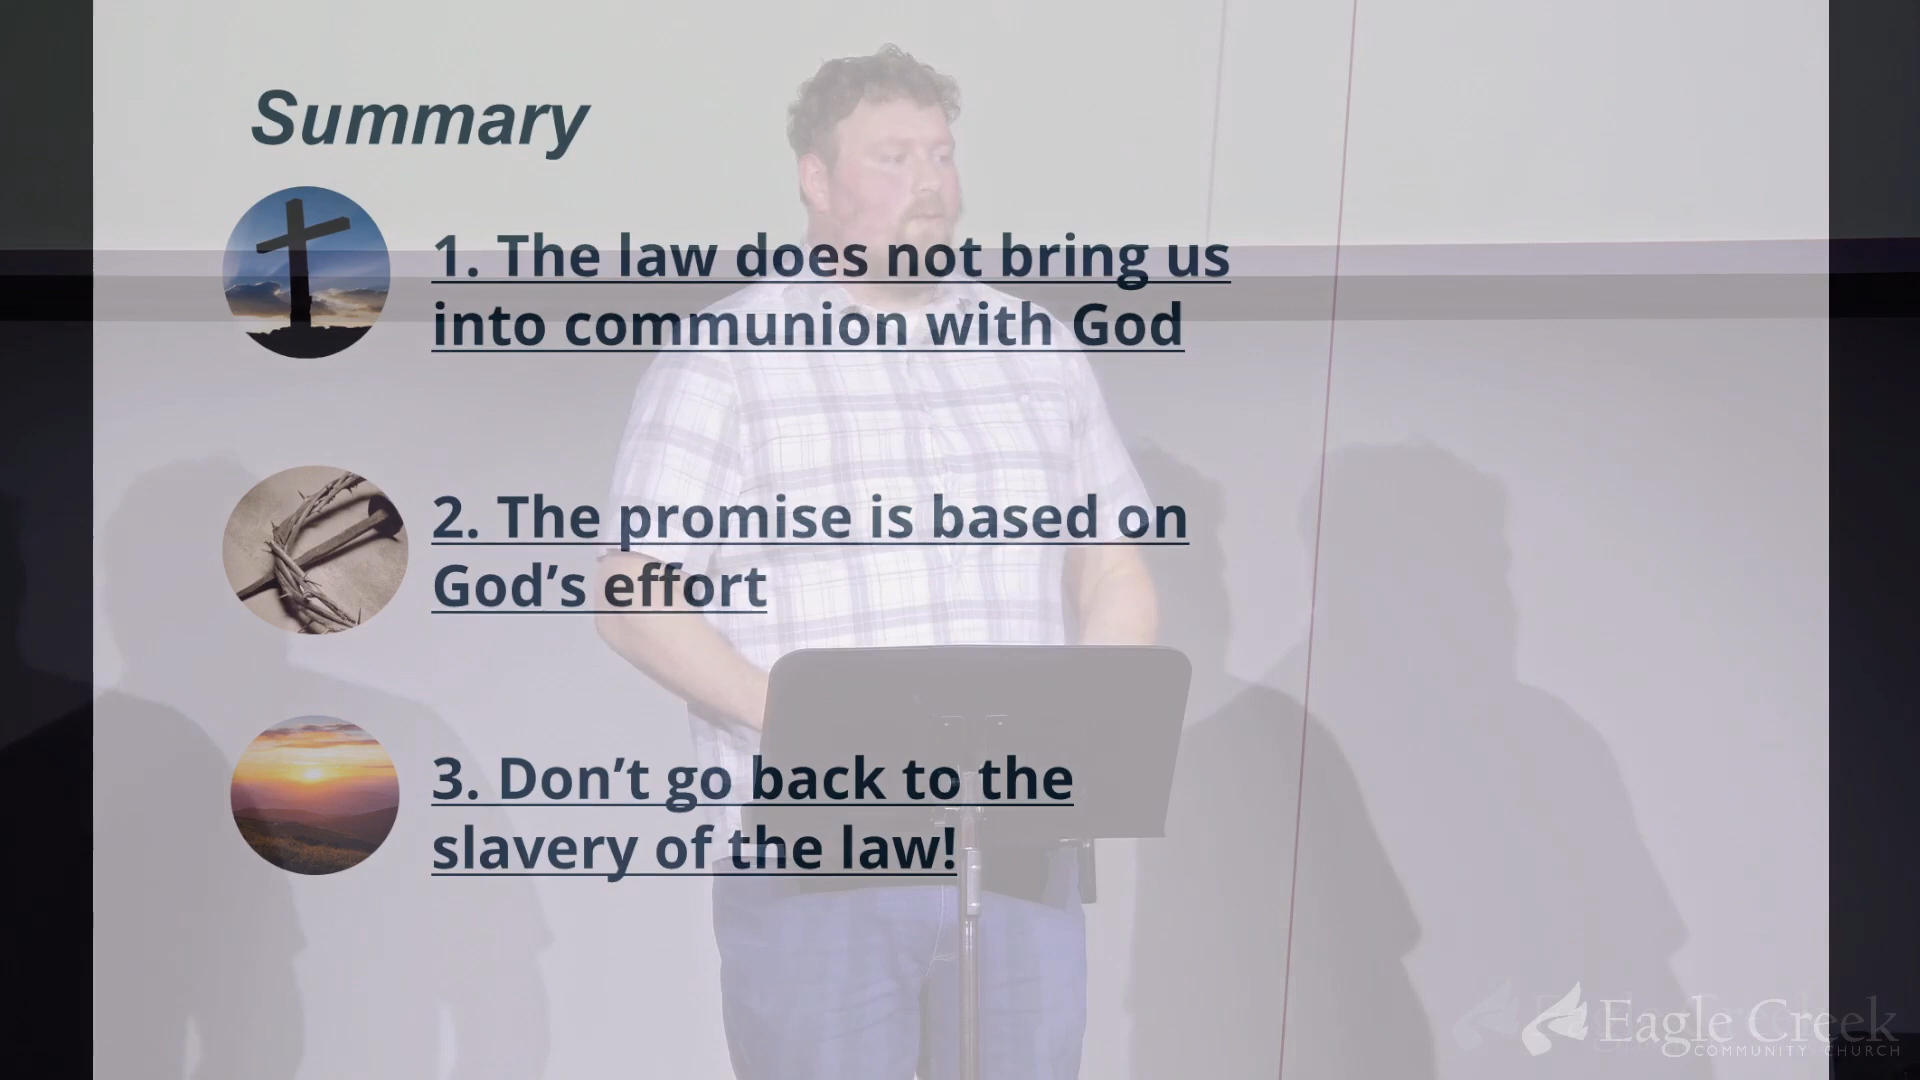 Summary
1. The law does not bring us
into communion with God
2. The promise is based on
God’s effort
3. Don’t go back to the
slavery of the law!
Eagle Creek
COMMUNITY CHURCH